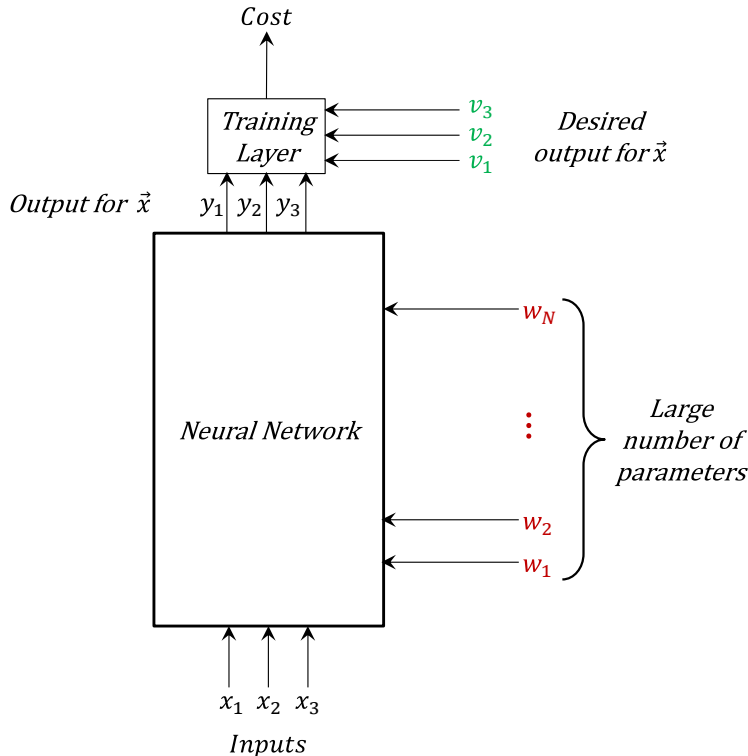 Cost
Training
Layer
v₃
v₂
v₁
Desired
output for x⃗
Output for x⃗
y₁ y₂ y₃
Neural Network
w_N
⋮
w₂
w₁
Large
number of
parameters
x₁ x₂ x₃
Inputs